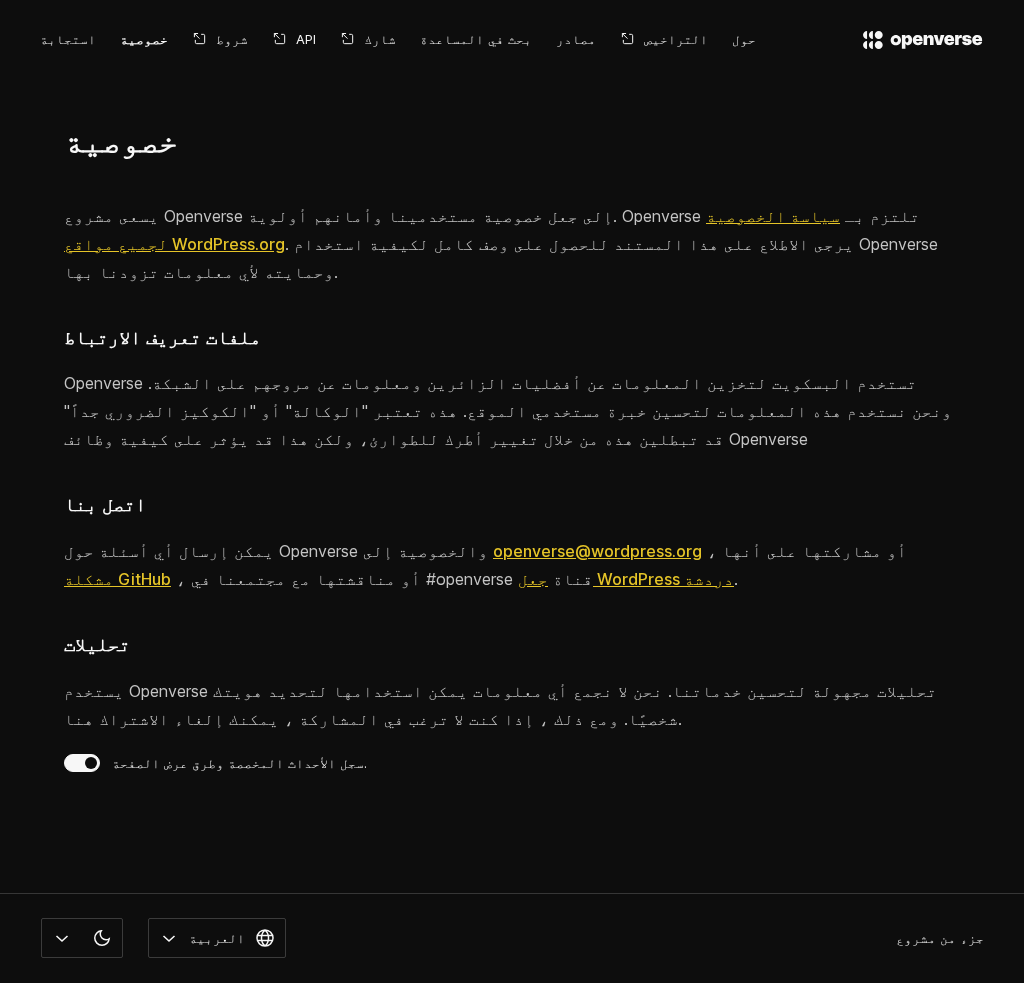 openverse
حول التراخيص مصادر بحث في المساعدة شارك API شروط خصوصية استجابة
خصوصية
يسعى مشروع Openverse إلى جعل خصوصية مستخدمينا وأمانهم أولوية. Openverse تلتزم بـ سياسة الخصوصية
لجميع مواقع WordPress.org. يرجى الاطلاع على هذا المستند للحصول على وصف كامل لكيفية استخدام Openverse
وحمايته لأي معلومات تزودنا بها.
ملفات تعريف الارتباط
Openverse تستخدم البسكويت لتخزين المعلومات عن أفضليات الزائرين ومعلومات عن مروجهم على الشبكة.
ونحن نستخدم هذه المعلومات لتحسين خبرة مستخدمي الموقع. هذه تعتبر "الوكالة" أو "الكوكيز الضروري جداً"
قد تبطلين هذه من خلال تغيير أطرك للطوارئ، ولكن هذا قد يؤثر على كيفية وظائف Openverse
اتصل بنا
يمكن إرسال أي أسئلة حول Openverse والخصوصية إلى openverse@wordpress.org ، أو مشاركتها على أنها
مشكلة GitHub ، أو مناقشتها مع مجتمعنا في #openverse قناة جعل WordPress دردشة.
تحليلات
يستخدم Openverse تحليلات مجهولة لتحسين خدماتنا. نحن لا نجمع أي معلومات يمكن استخدامها لتحديد هويتك
شخصيًا. ومع ذلك ، إذا كنت لا ترغب في المشاركة ، يمكنك إلغاء الاشتراك هنا.
سجل الأحداث المخصصة وطرق عرض الصفحة.
جزء من مشروع
العربية